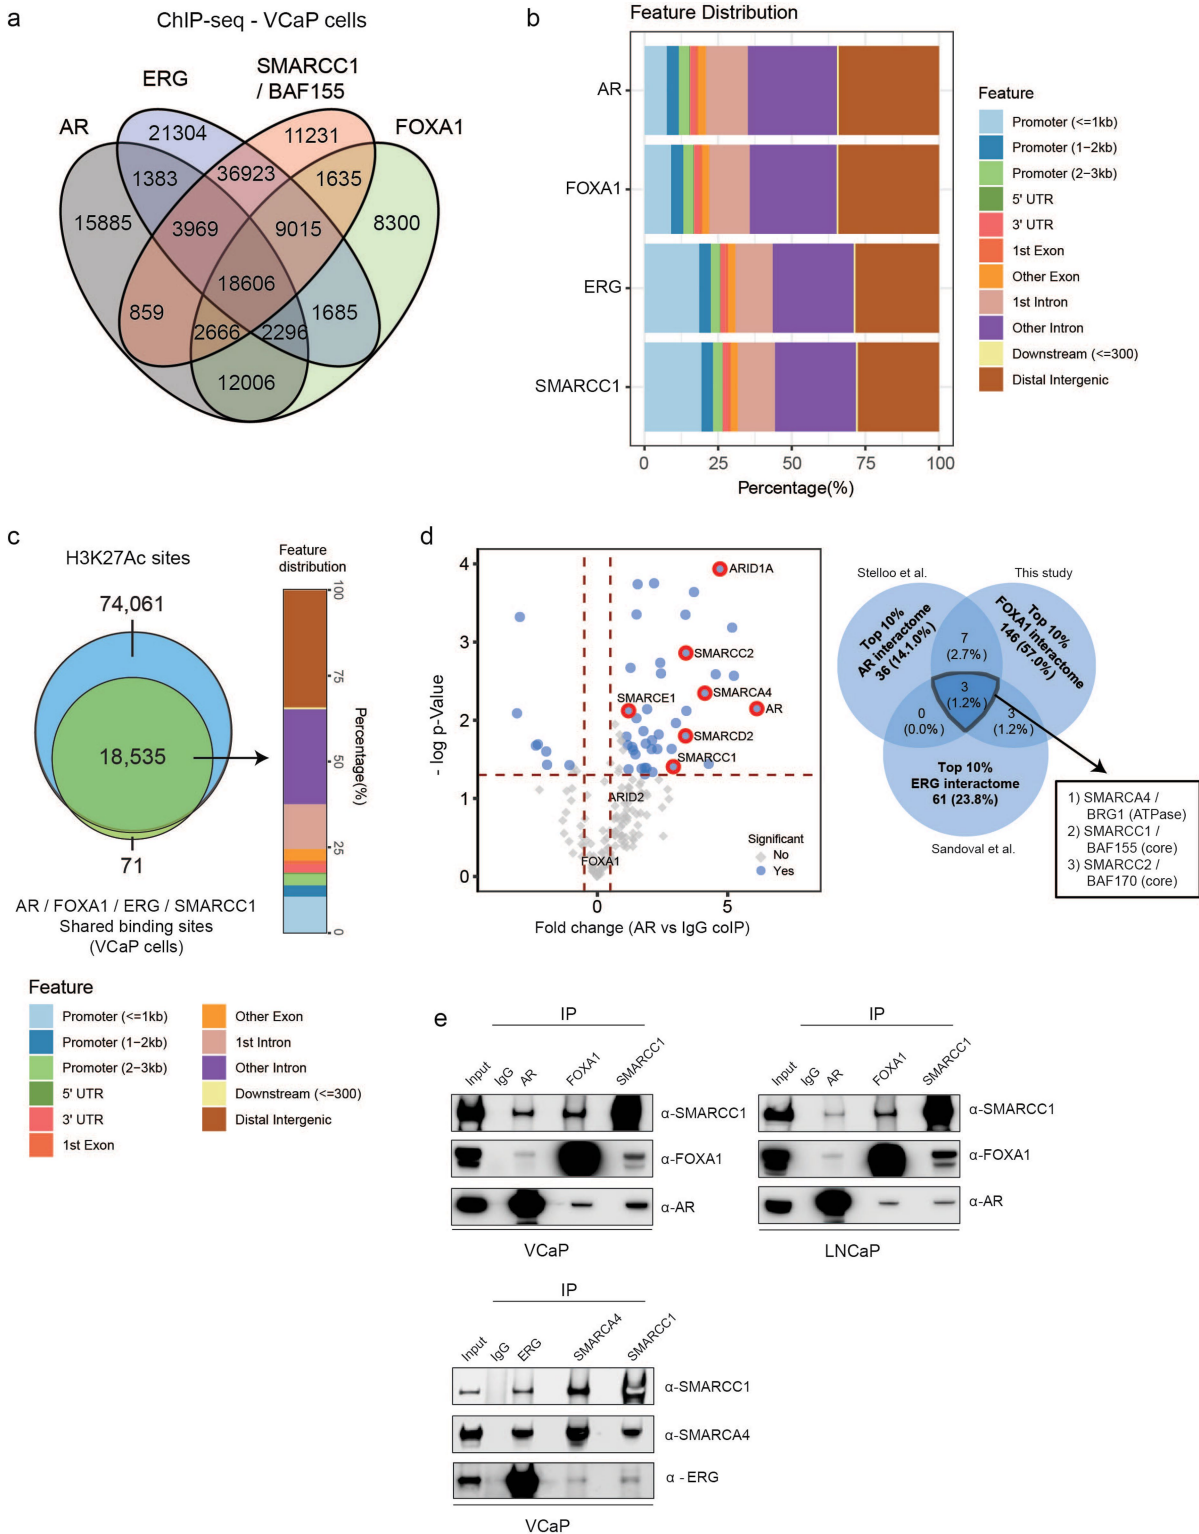 a
ChIP-seq - VCaP cells
ERG
SMARCC1
/ BAF155
AR
FOXA1
21304
11231
1383
36923
1635
15885
3969
9015
8300
18606
859
1685
2666
2296
12006
b
Feature Distribution
AR
FOXA1
ERG
SMARCC1
0
25
50
75
100
Percentage(%)
Feature
Promoter (<=1kb)
Promoter (1-2kb)
Promoter (2-3kb)
5' UTR
3' UTR
1st Exon
Other Exon
1st Intron
Other Intron
Downstream (<=300)
Distal Intergenic
c
H3K27Ac sites
74,061
18,535
71
AR / FOXA1 / ERG / SMARCC1
Shared binding sites
(VCaP cells)
Feature
distribution
100
75
50
25
0
Percentage(%)
Feature
Promoter (<=1kb)
Promoter (1-2kb)
Promoter (2-3kb)
5' UTR
3' UTR
1st Exon
Other Exon
1st Intron
Other Intron
Downstream (<=300)
Distal Intergenic
d
4
3
2
1
0
- log p-Value
ARID1A
SMARCC2
SMARCA4
SMARCE1
AR
SMARCD2
SMARCC1
ARID2
FOXA1
Significant
No
Yes
0
5
Fold change (AR vs IgG coIP)
Stelloo et al.
This study
Top 10%
AR interactome
36 (14.1.0%)
Top 10%
FOXA1 interactome
146 (57.0%)
7
(2.7%)
3
(1.2%)
0
(0.0%)
3
(1.2%)
Top 10%
ERG interactome
61 (23.8%)
Sandoval et al.
1) SMARCA4 /
BRG1 (ATPase)
2) SMARCC1 /
BAF155 (core)
3) SMARCC2 /
BAF170 (core)
e
IP
Input
IgG
AR
FOXA1
SMARCC1
α-SMARCC1
α-FOXA1
α-AR
VCaP
IP
Input
IgG
AR
FOXA1
SMARCC1
α-SMARCC1
α-FOXA1
α-AR
LNCaP
IP
Input
IgG
ERG
SMARCA4
SMARCC1
α-SMARCC1
α-SMARCA4
α - ERG
VCaP